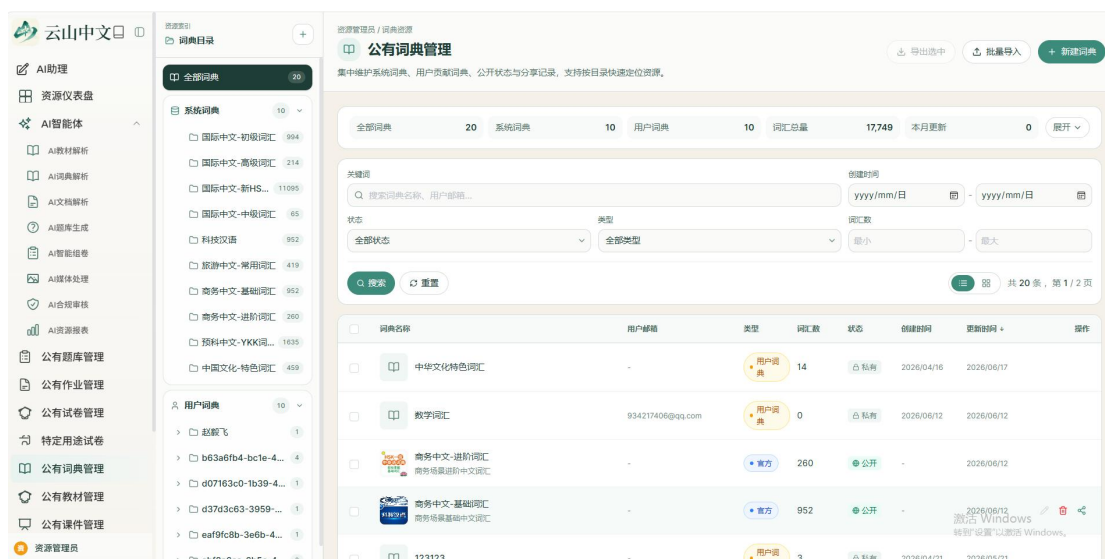 云山中文
AI助理
资源仪表盘
AI智能体
AI教材解析
AI词典解析
AI文档解析
AI题库生成
AI智能组卷
AI媒体处理
AI合规审核
AI资源报表
公有题库管理
公有作业管理
公有试卷管理
特定用途试卷
公有词典管理
公有教材管理
公有课件管理
资源管理员
资源索引
词典目录
全部词典 20
系统词典 10
国际中文-初级词汇 994
国际中文-高级词汇 214
国际中文-新HS... 11095
国际中文-中级词汇 65
科技汉语 952
旅游中文-常用词汇 419
商务中文-基础词汇 952
商务中文-进阶词汇 260
预科中文-YKK词... 1635
中国文化-特色词汇 459
用户词典 10
赵毅飞 1
b63a6fb4-bc1e-4... 4
d07163c0-1b39-4... 1
d37d3c63-3959-... 1
eaf9fc8b-3e6b-4... 1
资源管理员 / 词典资源
公有词典管理
集中维护系统词典、用户贡献词典、公开状态与分享记录，支持按目录快速定位资源。
导出选中 批量导入 + 新建词典
全部词典 20 系统词典 10 用户词典 10 词汇总量 17,749 本月更新 0 展开
关键词 创建时间
搜索词典名称、用户邮箱... yyyy/mm/日 - yyyy/mm/日
状态 类型 词汇数
全部状态 全部类型 最小 - 最大
搜索 重置 共 20 条，第 1 / 2 页
词典名称 用户邮箱 类型 词汇数 状态 创建时间 更新时间 ↓ 操作
中华文化特色词汇 - 用户词典 14 私有 2026/04/16 2026/06/17
数学词汇 934217406@qq.com 用户词典 0 私有 2026/06/12 2026/06/12
商务中文-进阶词汇 - 官方 260 公开 - 2026/06/12
商务场景进阶中文词汇
商务中文-基础词汇 - 官方 952 公开 - 2026/06/12
商务场景基础中文词汇
科技汉语
激活 Windows
转到"设置"以激活 Windows。
123123 - 用户词 3 2026/04/21 2026/05/21